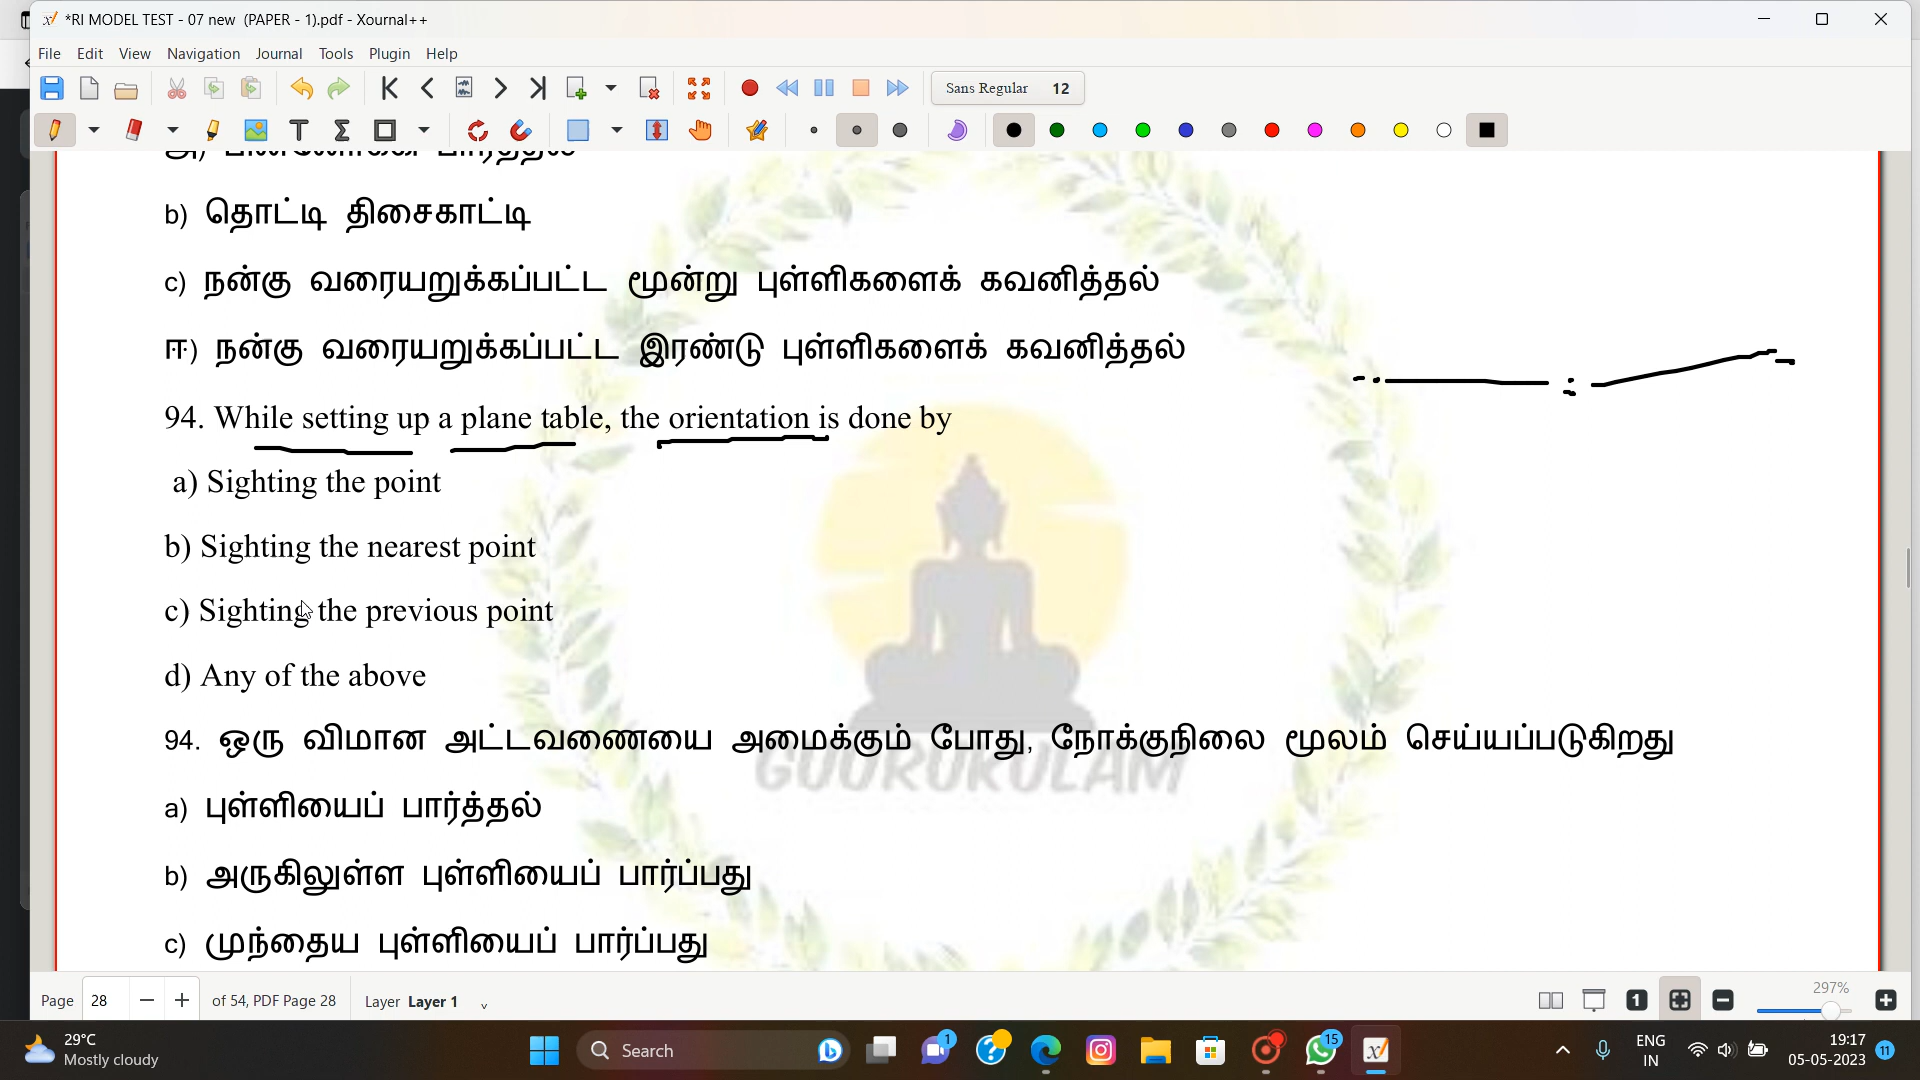 *RI MODEL TEST - 07 new (PAPER - 1).pdf - Xournal++
File Edit View Navigation Journal Tools Plugin Help
Sans Regular 12
b) தொட்டி திசைகாட்டி
c) நன்கு வரையறுக்கப்பட்ட மூன்று புள்ளிகளைக் கவனித்தல்
ஈ) நன்கு வரையறுக்கப்பட்ட இரண்டு புள்ளிகளைக் கவனித்தல்
94. While setting up a plane table, the orientation is done by
a) Sighting the point
b) Sighting the nearest point
c) Sighting the previous point
d) Any of the above
94. ஒரு விமான அட்டவணையை அமைக்கும் போது, நோக்குநிலை மூலம் செய்யப்படுகிறது
GUURUKULAM
a) புள்ளியைப் பார்த்தல்
b) அருகிலுள்ள புள்ளியைப் பார்ப்பது
c) முந்தைய புள்ளியைப் பார்ப்பது
Page 28 of 54, PDF Page 28 Layer Layer 1 297%
29°C
Mostly cloudy
Search
1
15
ENG
IN
19:17
05-05-2023
11